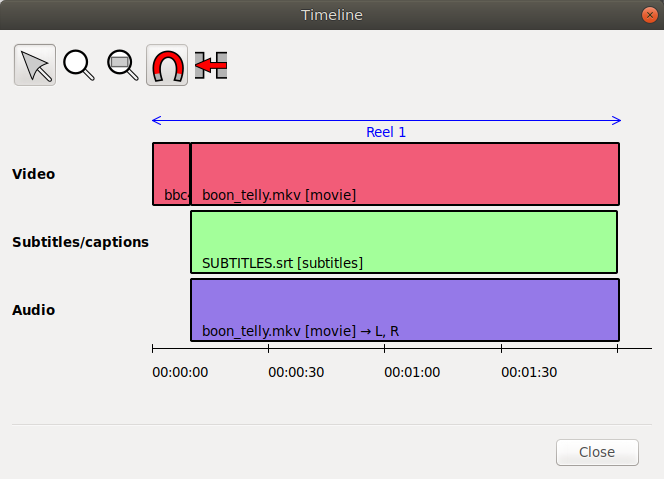 Timeline
Reel 1
Video
boon_telly.mkv [movie]
Subtitles/captions
SUBTITLES.srt [subtitles]
Audio
boon_telly.mkv [movie] → L, R
00:00:00 00:00:30 00:01:00 00:01:30
Close